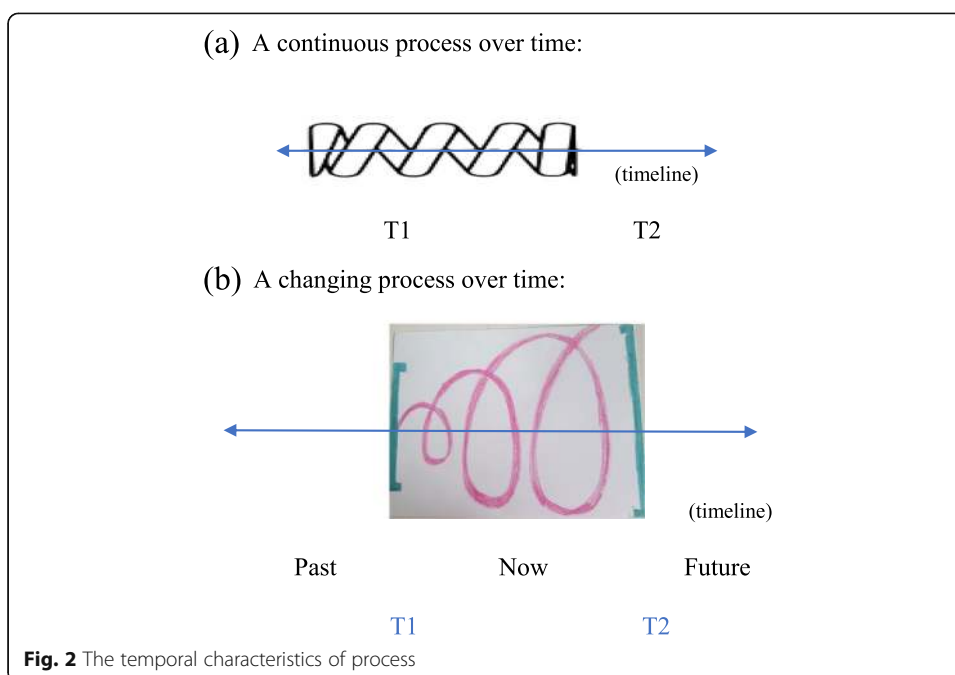 (a) A continuous process over time:
(timeline)
T1 T2
(b) A changing process over time:
(timeline)
Past Now Future
T1 T2
Fig. 2 The temporal characteristics of process